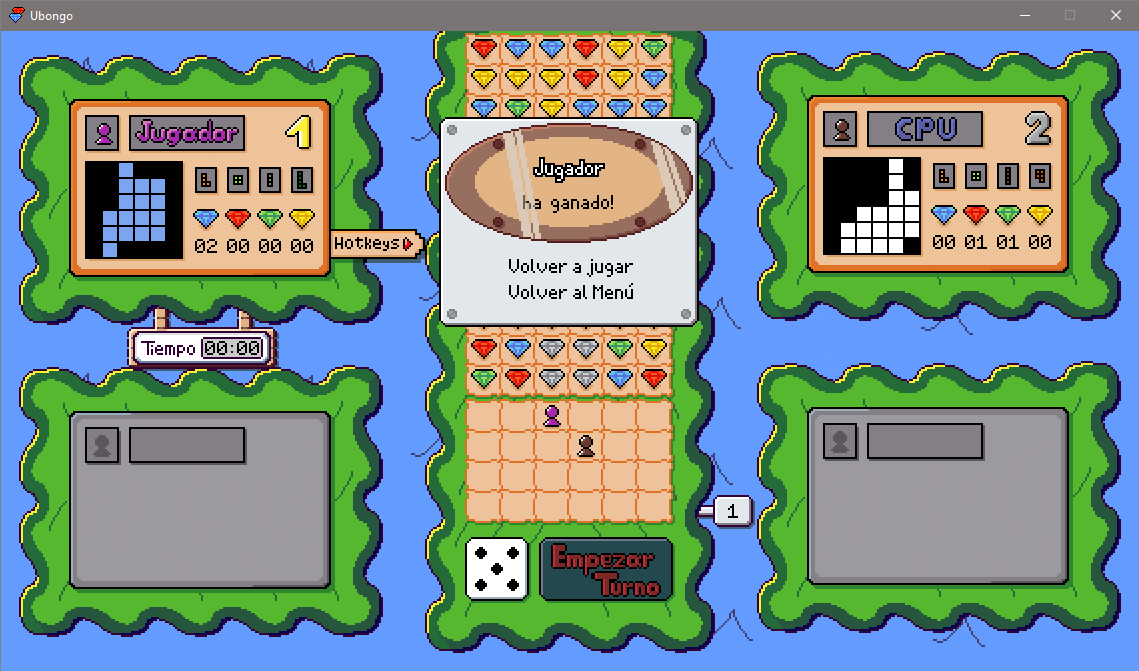 Ubongo
Jugador 1
02 00 00 00
Hotkeys
Tiempo 00:00
Jugador
ha ganado!
Volver a jugar
Volver al Menú
CPU 2
00 01 01 00
1
Empezar
Turno